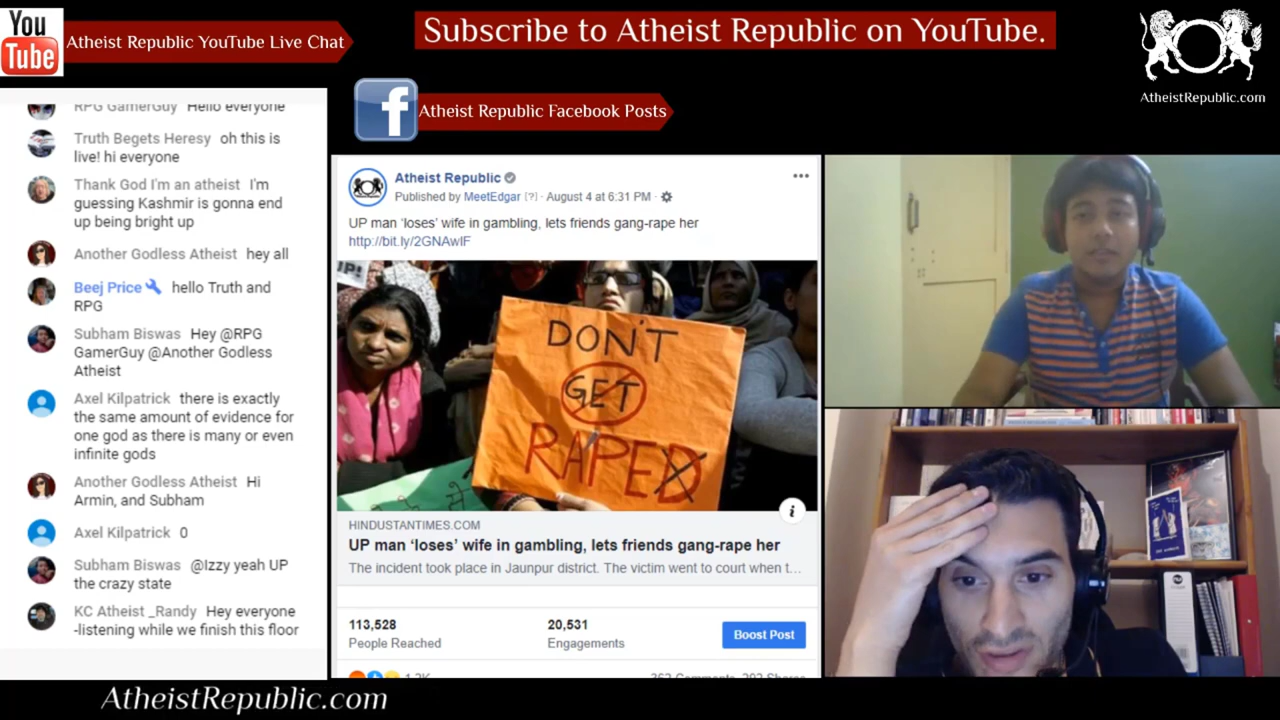 You
Tube
Atheist Republic YouTube Live Chat
Subscribe to Atheist Republic on YouTube.
AtheistRepublic.com
f
Atheist Republic Facebook Posts
RPG GamerGuy Hello everyone
Truth Begets Heresy oh this is
live! hi everyone
Thank God I'm an atheist I'm
guessing Kashmir is gonna end
up being bright up
Another Godless Atheist hey all
Beej Price hello Truth and
RPG
Subham Biswas Hey @RPG
GamerGuy @Another Godless
Atheist
Axel Kilpatrick there is exactly
the same amount of evidence for
one god as there is many or even
infinite gods
Another Godless Atheist Hi
Armin, and Subham
Axel Kilpatrick 0
Subham Biswas @Izzy yeah UP
the crazy state
KC Atheist _Randy Hey everyone
-listening while we finish this floor
Atheist Republic
Published by MeetEdgar [?] · August 4 at 6:31 PM ·
UP man ‘loses’ wife in gambling, lets friends gang-rape her
http://bit.ly/2GNAwIF
UP!
DON'T
GET
RAPED
i
HINDUSTANTIMES.COM
UP man ‘loses’ wife in gambling, lets friends gang-rape her
The incident took place in Jaunpur district. The victim went to court when t...
113,528
People Reached
20,531
Engagements
Boost Post
AtheistRepublic.com